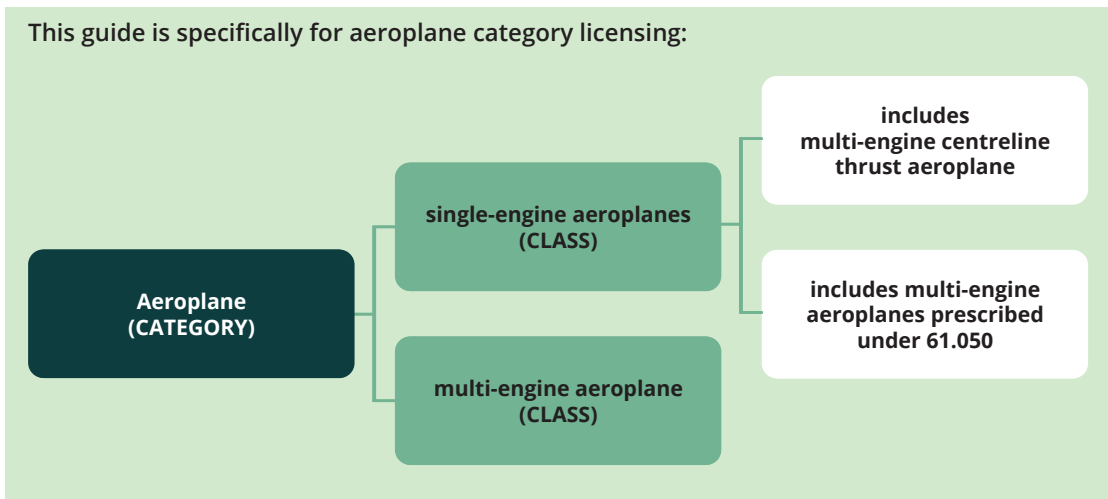 This guide is specifically for aeroplane category licensing:
Aeroplane
(CATEGORY)
single-engine aeroplanes
(CLASS)
includes
multi-engine centreline
thrust aeroplane
includes multi-engine
aeroplanes prescribed
under 61.050
multi-engine aeroplane
(CLASS)